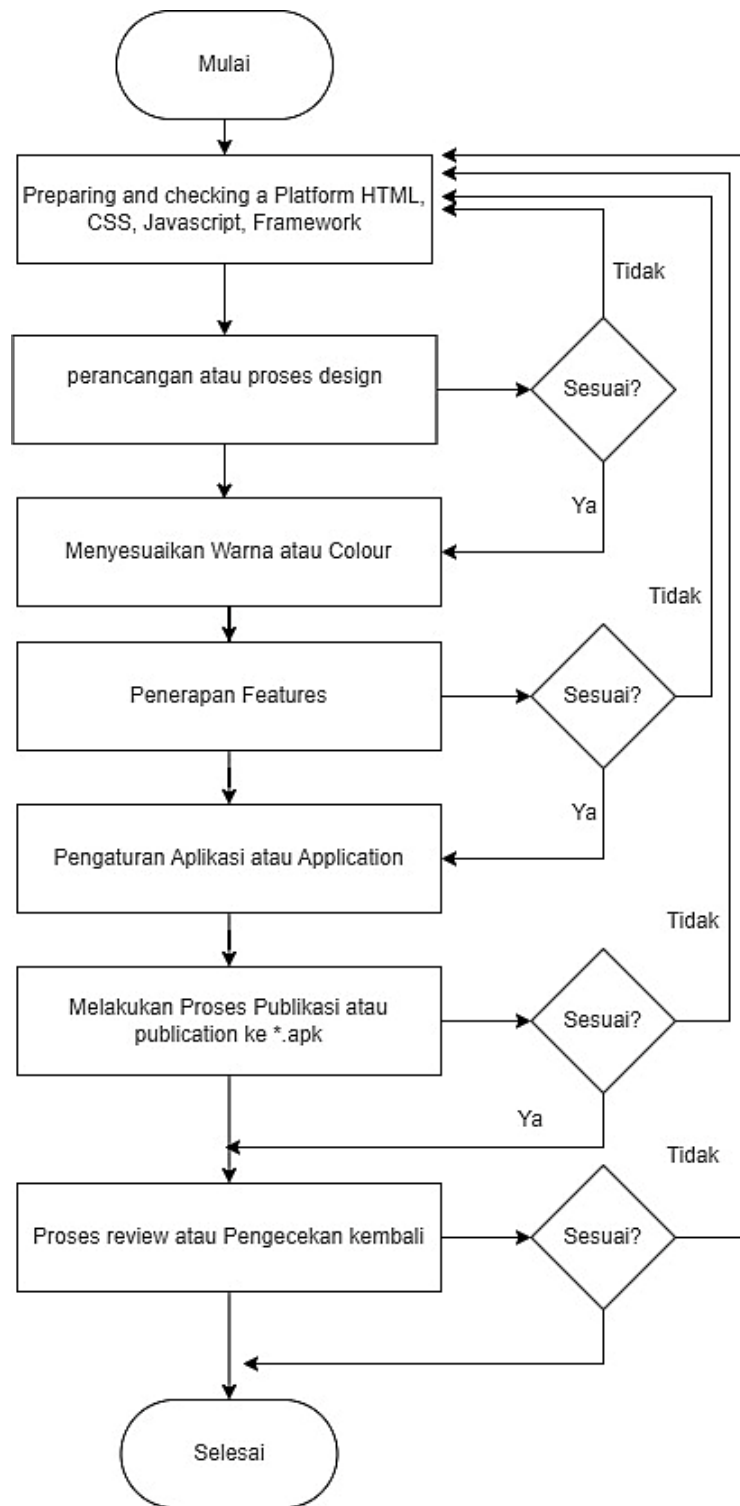 Mulai
Preparing and checking a Platform HTML,
CSS, Javascript, Framework
Tidak
perancangan atau proses design
Sesuai?
Ya
Menyesuaikan Warna atau Colour
Tidak
Penerapan Features
Sesuai?
Ya
Pengaturan Aplikasi atau Application
Tidak
Melakukan Proses Publikasi atau
publication ke *.apk
Sesuai?
Ya
Tidak
Proses review atau Pengecekan kembali
Sesuai?
Selesai